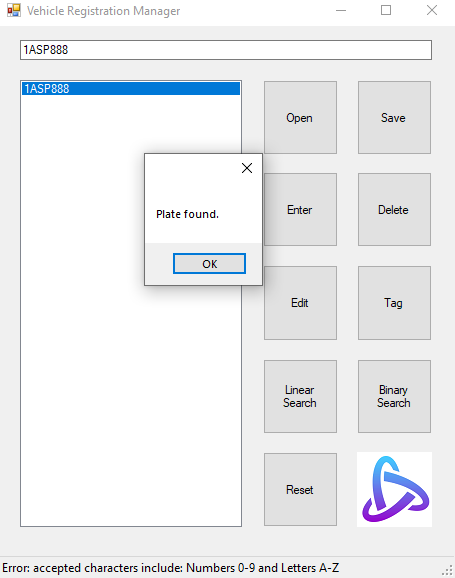 Vehicle Registration Manager
1ASP888
1ASP888
Open
Save
Plate found.
Enter
Delete
OK
Edit
Tag
Linear
Search
Binary
Search
Reset
Error: accepted characters include: Numbers 0-9 and Letters A-Z